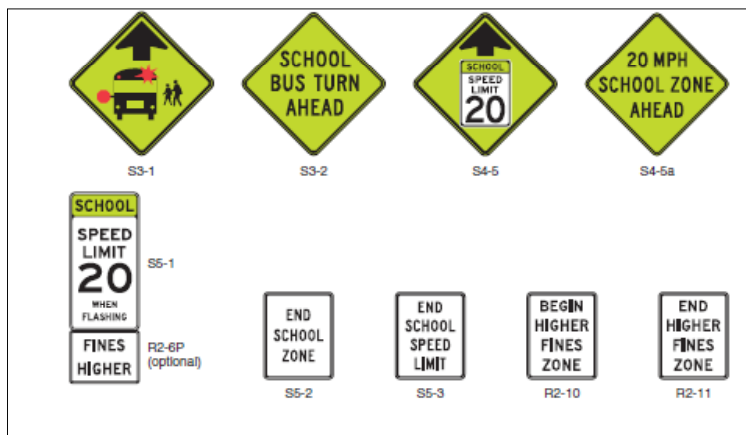 SCHOOL
BUS TURN
AHEAD
SCHOOL
SPEED
LIMIT
20
20 MPH
SCHOOL ZONE
AHEAD
S3-1
S3-2
S4-5
S4-5a
SCHOOL
SPEED
LIMIT
20
WHEN
FLASHING
S5-1
FINES
HIGHER
R2-6P
(optional)
END
SCHOOL
ZONE
S5-2
END
SCHOOL
SPEED
LIMIT
S5-3
BEGIN
HIGHER
FINES
ZONE
R2-10
END
HIGHER
FINES
ZONE
R2-11